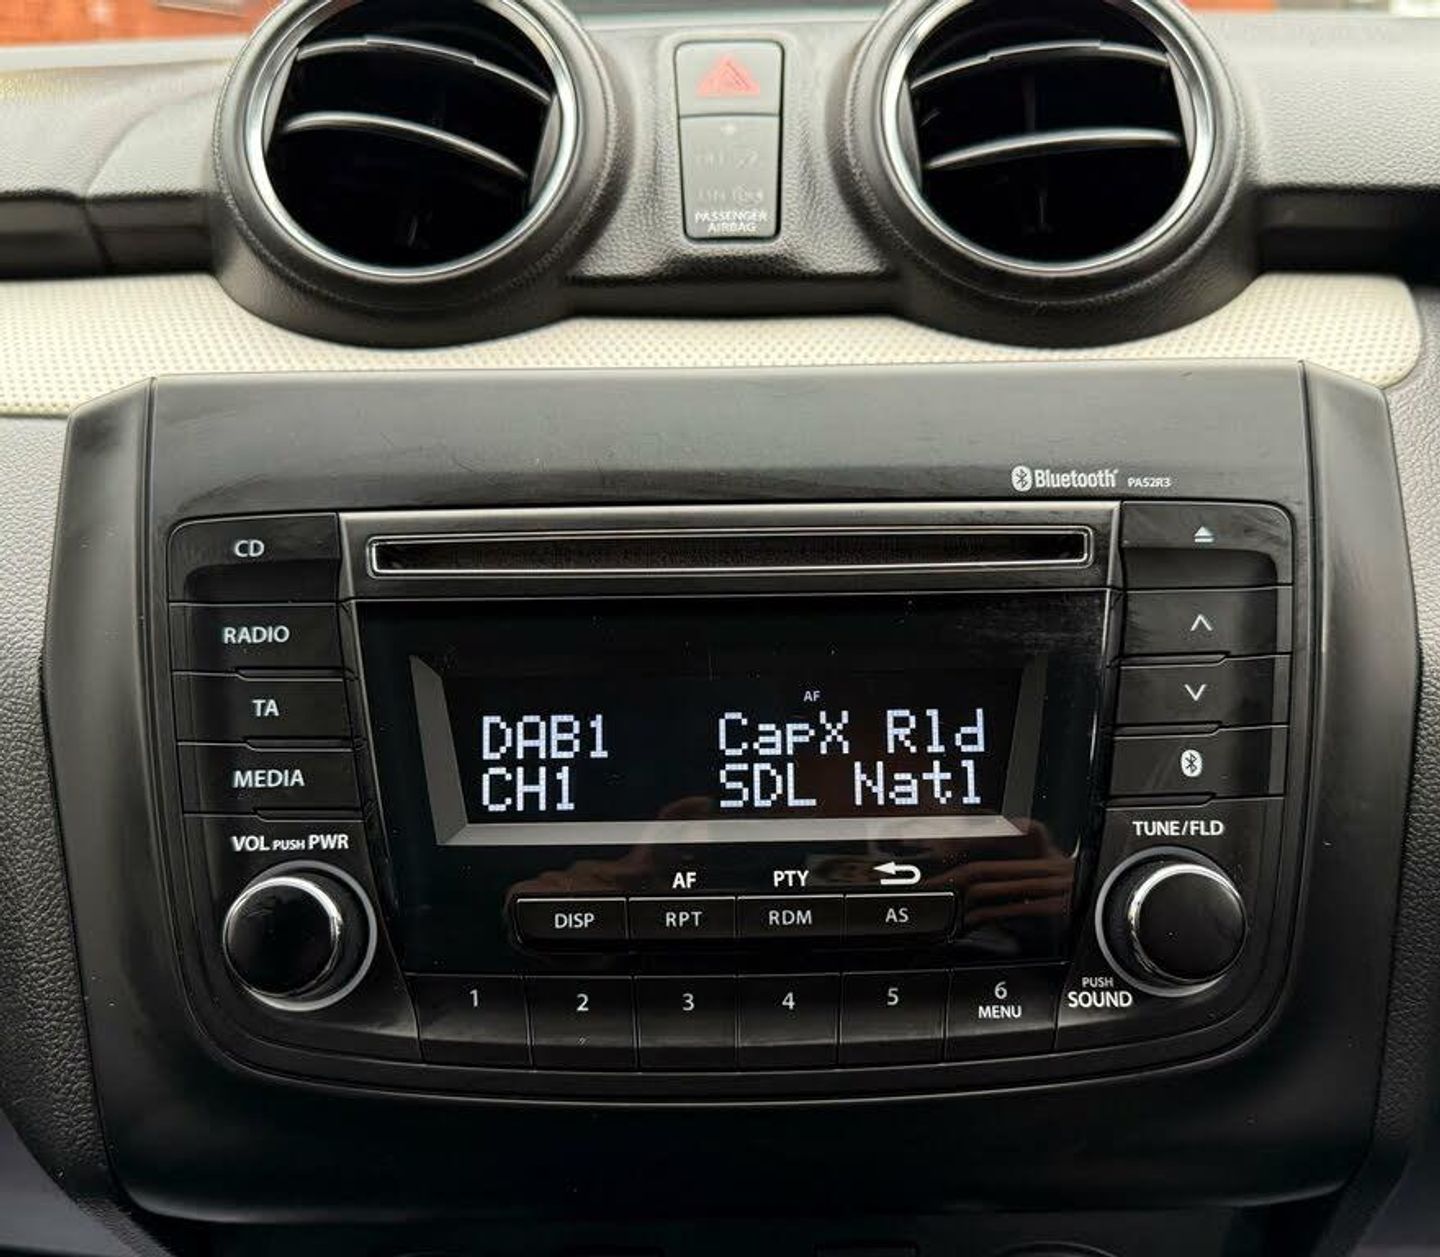 PASSENGER
AIRBAG
Bluetooth PA52R3
CD
RADIO
TA
MEDIA
VOL PUSH PWR
AF
DAB1 CapX Rld
CH1 SDL Natl
AF PTY
DISP RPT RDM AS
1 2 3 4 5 6
MENU
TUNE/FLD
PUSH
SOUND